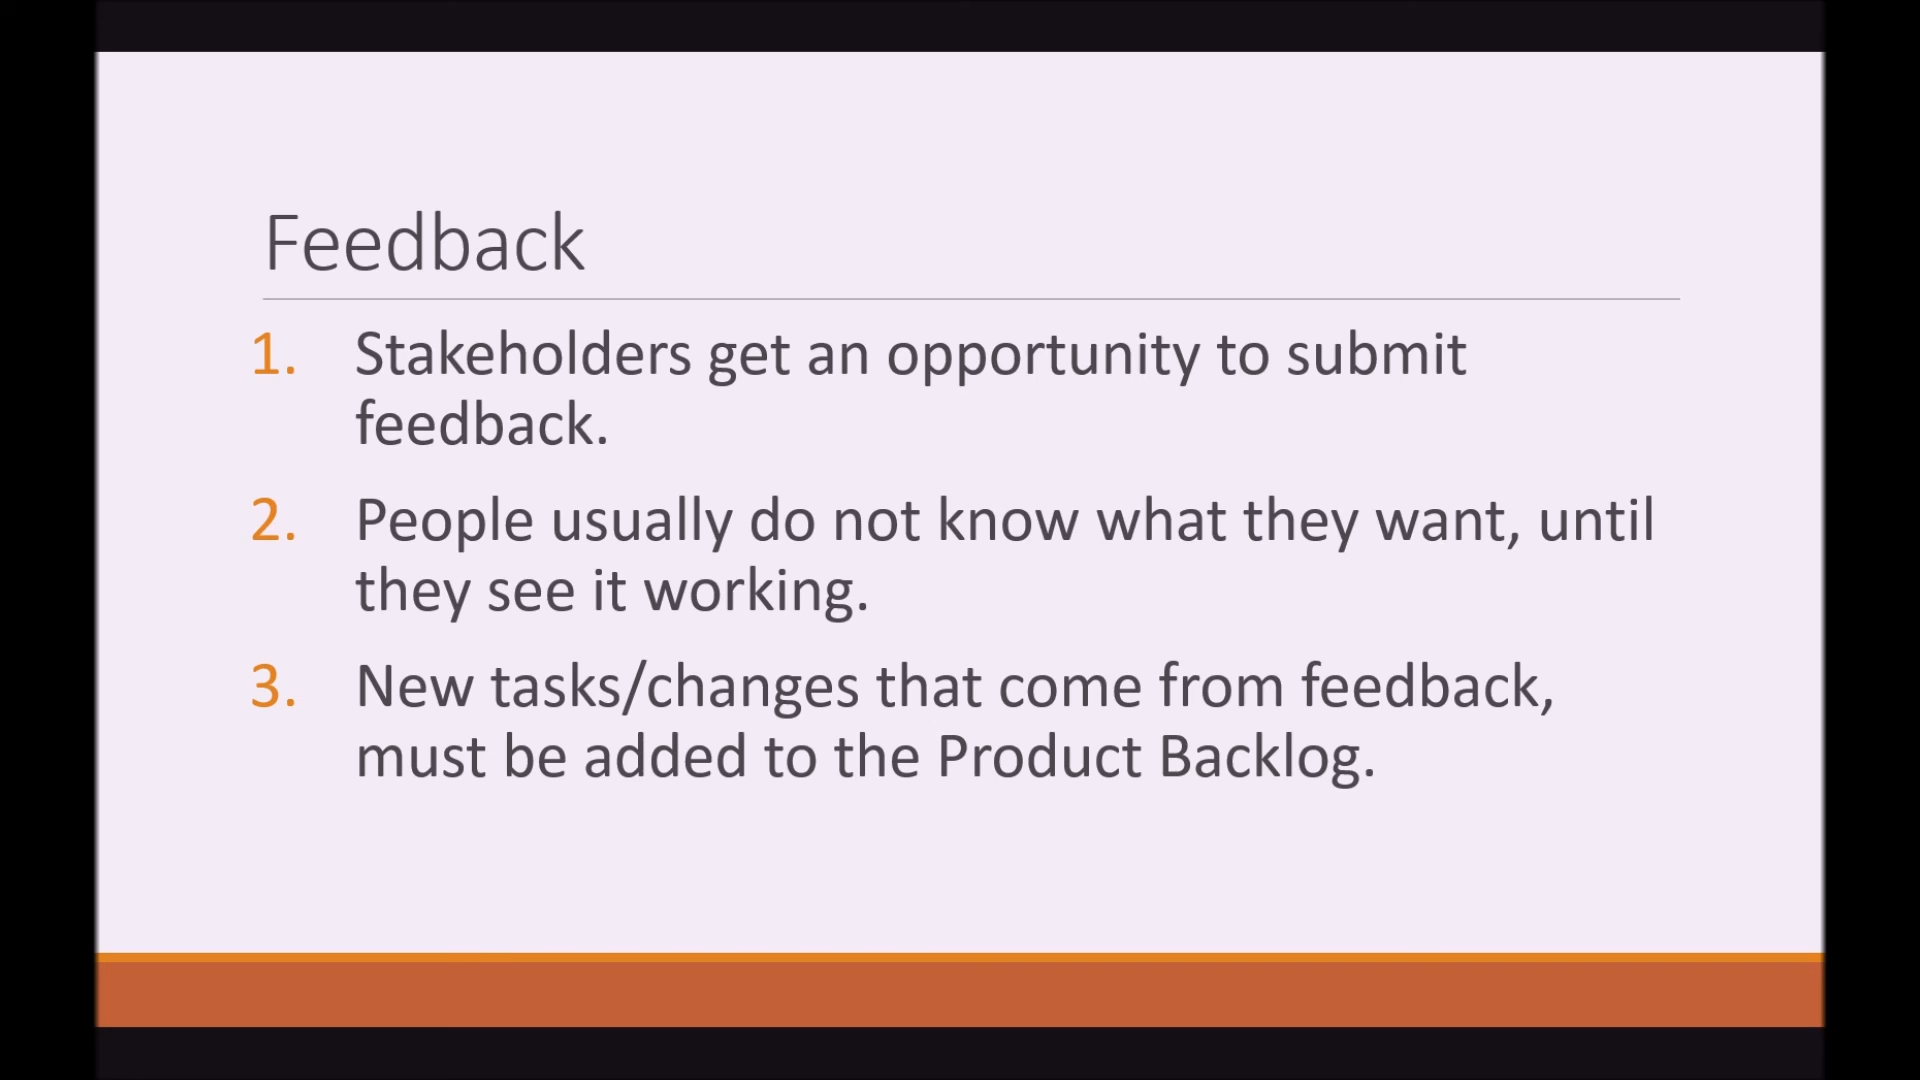 Feedback
1. Stakeholders get an opportunity to submit
feedback.
2. People usually do not know what they want, until
they see it working.
3. New tasks/changes that come from feedback,
must be added to the Product Backlog.